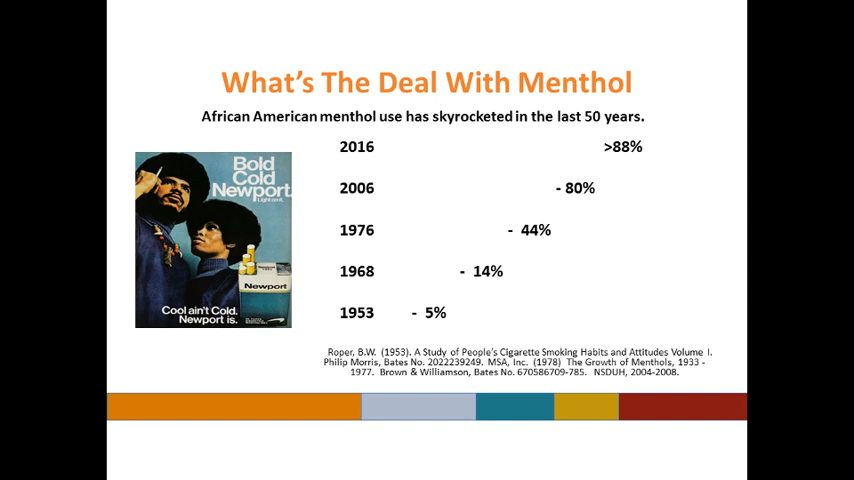 What's The Deal With Menthol
African American menthol use has skyrocketed in the last 50 years.
Bold
Cold
Newport.
Light on it.
Newport
Cool ain't Cold.
Newport is.
2016 >88%
2006 - 80%
1976 - 44%
1968 - 14%
1953 - 5%
Roper, B.W. (1953). A Study of People's Cigarette Smoking Habits and Attitudes Volume I.
Philip Morris, Bates No. 2022239249. MSA, Inc. (1978) The Growth of Menthols, 1933 -
1977. Brown & Williamson, Bates No. 670586709-785. NSDUH, 2004-2008.